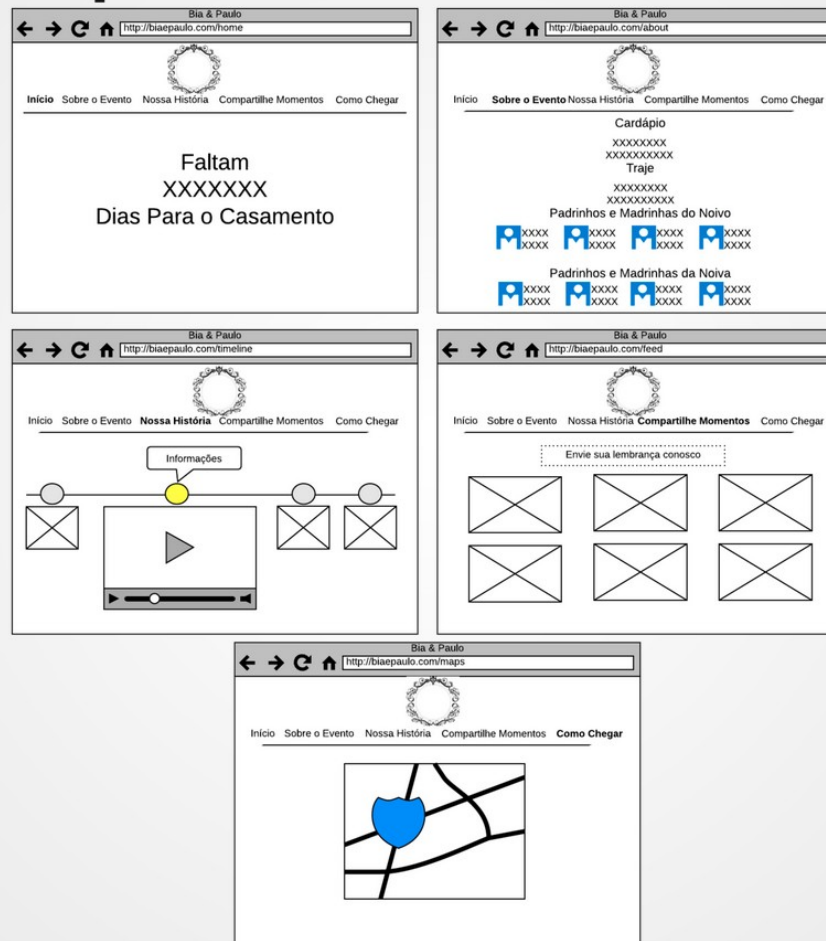 Bia & Paulo
http://biaepaulo.com/home
Início Sobre o Evento Nossa História Compartilhe Momentos Como Chegar
Faltam
XXXXXXX
Dias Para o Casamento
Bia & Paulo
http://biaepaulo.com/about
Início Sobre o Evento Nossa História Compartilhe Momentos Como Chegar
Cardápio
XXXXXXXX
XXXXXXXXXX
Traje
XXXXXXXX
XXXXXXXXXX
Padrinhos e Madrinhas do Noivo
XXXX XXXX XXXX XXXX
XXXX XXXX XXXX XXXX
Padrinhos e Madrinhas da Noiva
XXXX XXXX XXXX XXXX
XXXX XXXX XXXX XXXX
Bia & Paulo
http://biaepaulo.com/timeline
Início Sobre o Evento Nossa História Compartilhe Momentos Como Chegar
Informações
Bia & Paulo
http://biaepaulo.com/feed
Início Sobre o Evento Nossa História Compartilhe Momentos Como Chegar
Envie sua lembrança conosco
Bia & Paulo
http://biaepaulo.com/maps
Início Sobre o Evento Nossa História Compartilhe Momentos Como Chegar